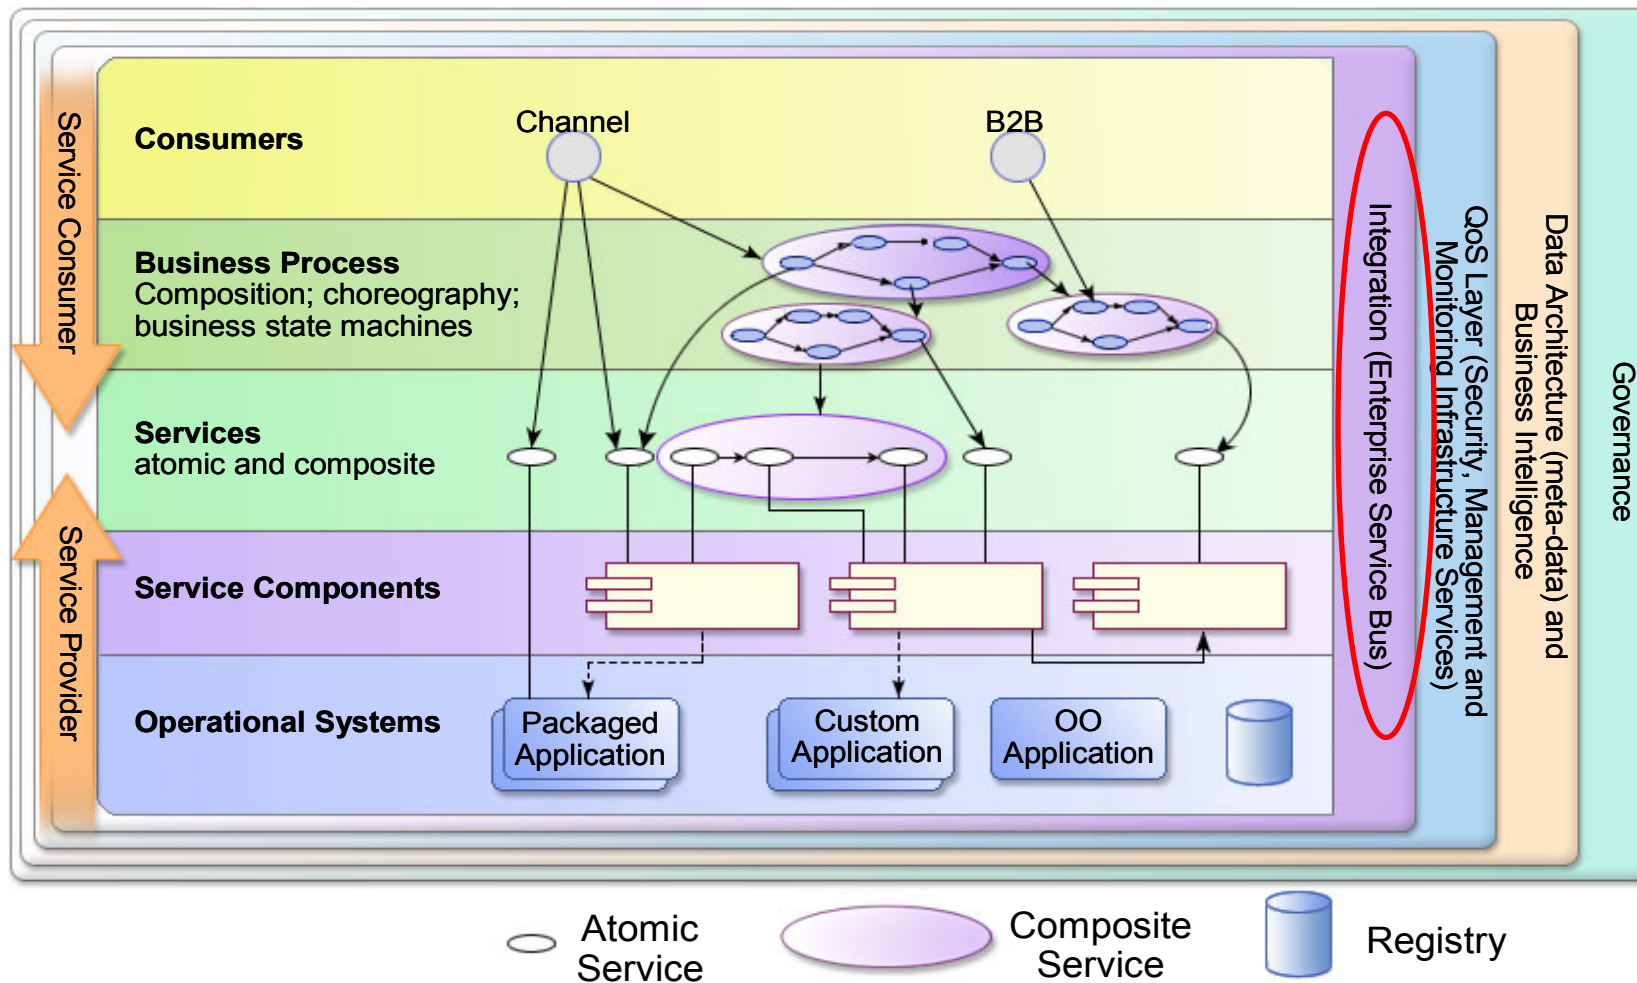 Service Consumer
Service Provider
Consumers
Channel
B2B
Business Process
Composition; choreography;
business state machines
Services
atomic and composite
Service Components
Operational Systems
Packaged
Application
Custom
Application
OO
Application
Integration (Enterprise Service Bus)
QoS Layer (Security, Management and
Monitoring Infrastructure Services)
Data Architecture (meta-data) and
Business Intelligence
Governance
Atomic
Service
Composite
Service
Registry